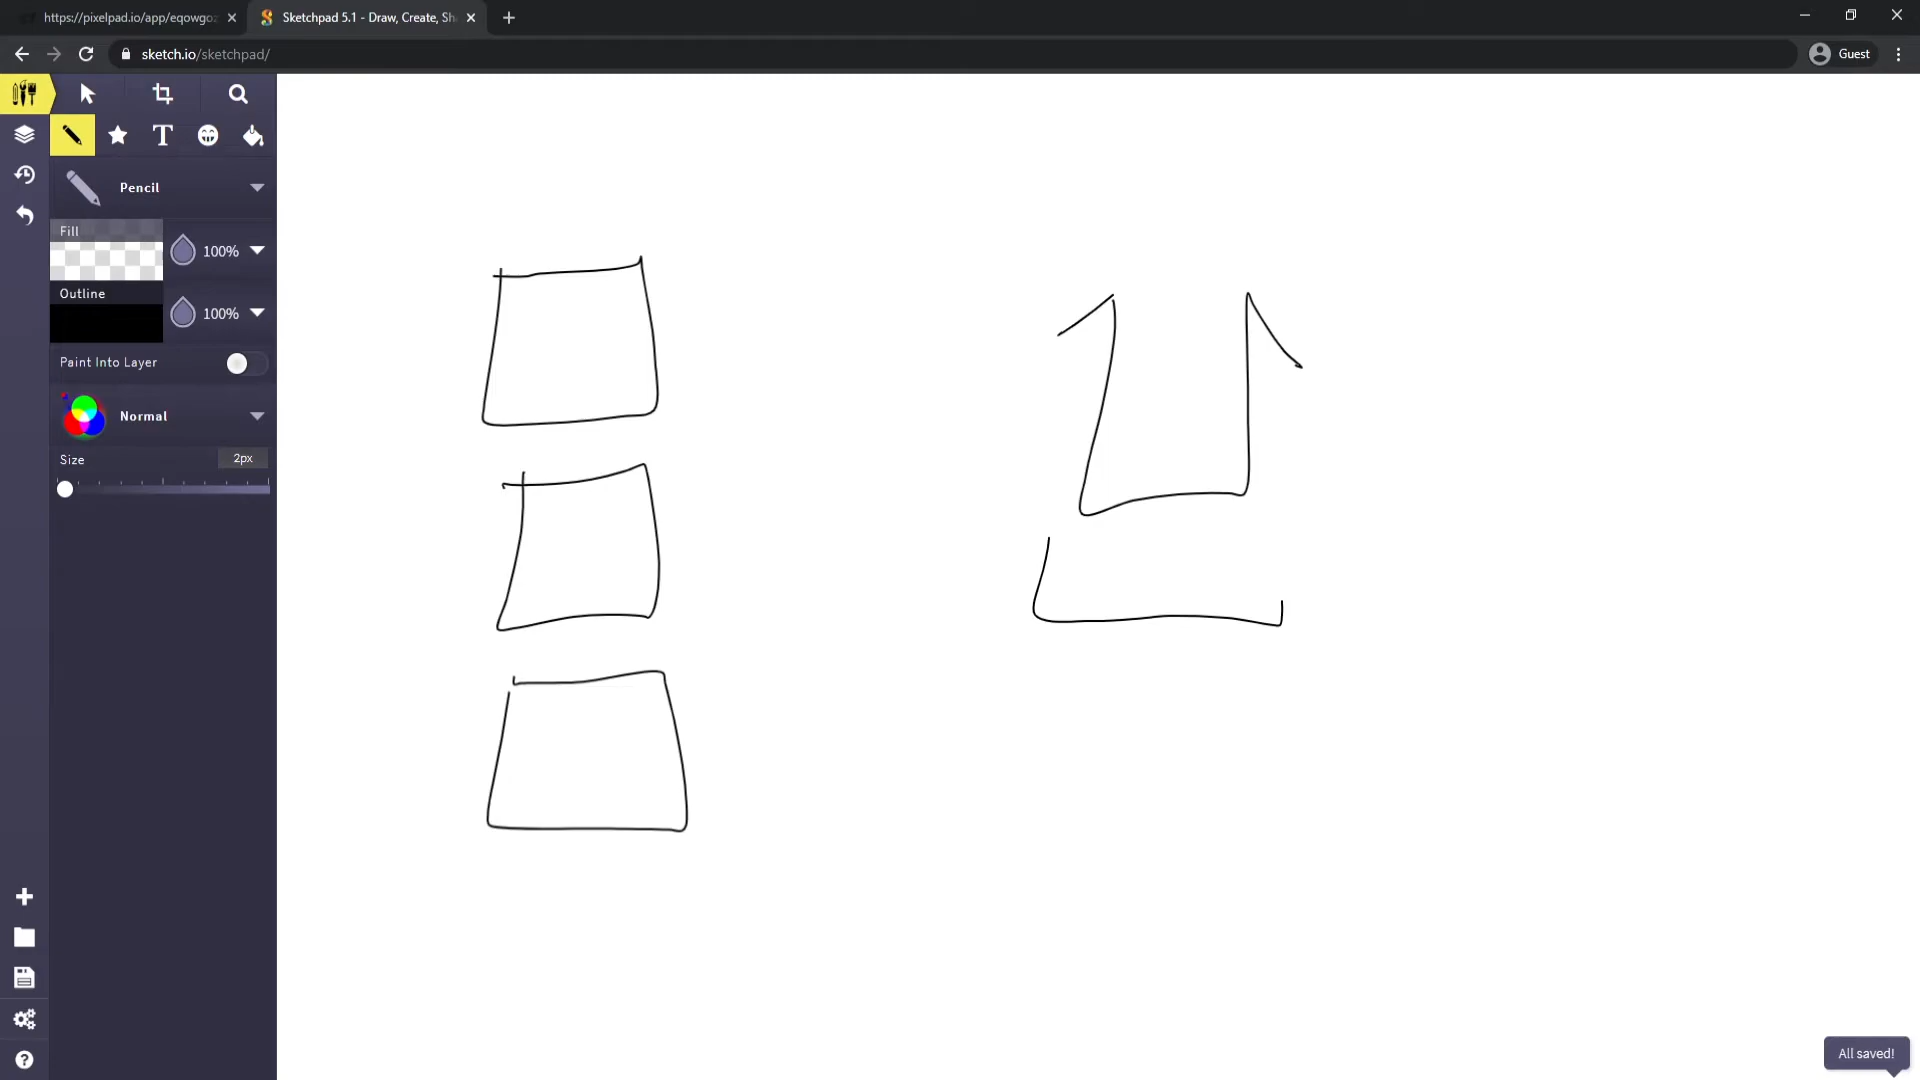 https://pixelpad.io/app/eqowgoz
Sketchpad 5.1 - Draw, Create, Sh
sketch.io/sketchpad/
Guest
T
Pencil
Fill
100%
Outline
100%
Paint Into Layer
Normal
Size
2px
All saved!